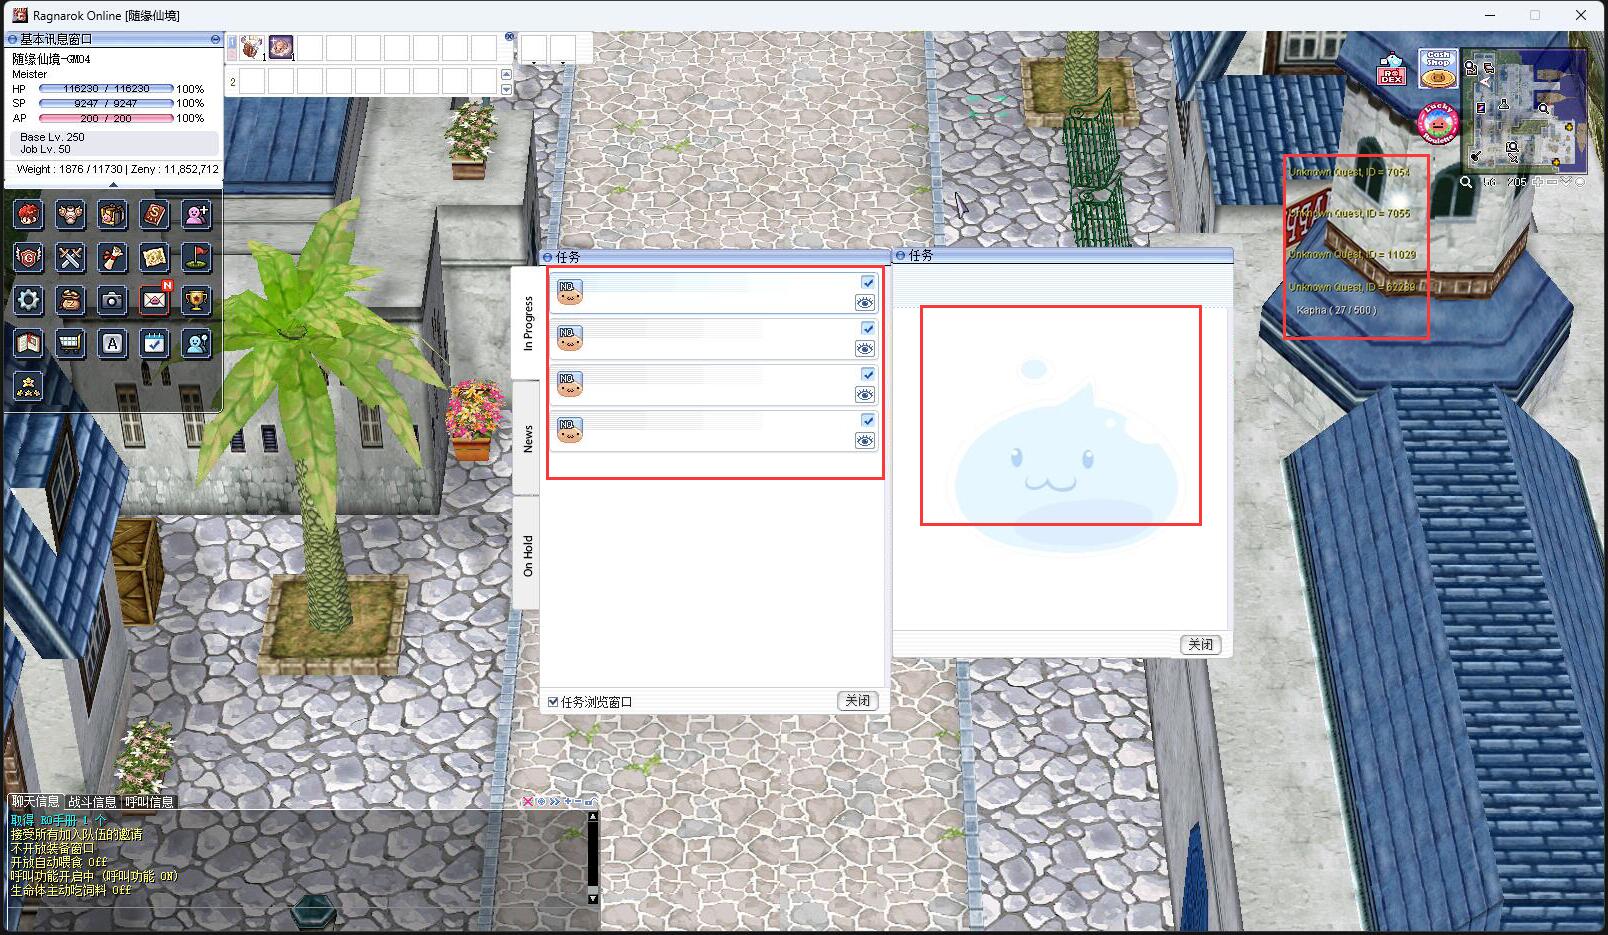 Ragnarok Online [随缘仙境]
基本讯息窗口
随缘仙境-GM04
Meister
HP 116230 / 116230 100%
SP 9247 / 9247 100%
AP 200 / 200 100%
Base Lv. 250
Job Lv. 50
Weight : 1876 / 11730 | Zeny : 11,852,712
1
1
1
2
RODEX
Cash Shop
Lucky Roulette
56 205
Unknown Quest, ID = 7054
Unknown Quest, ID = 7055
Unknown Quest, ID = 11029
Unknown Quest, ID = 62239
Kapha ( 27 / 500 )
N
A
任务
任务
In Progress
News
On Hold
NO
NO
NO
NO
任务浏览窗口
关闭
关闭
聊天信息 战斗信息 呼叫信息
取得 RO手册 1 个
接受所有加入队伍的邀请
不开放装备窗口
开放自动喂食 Off
呼叫功能开启中 (呼叫功能 ON)
生命体主动吃饲料 Off